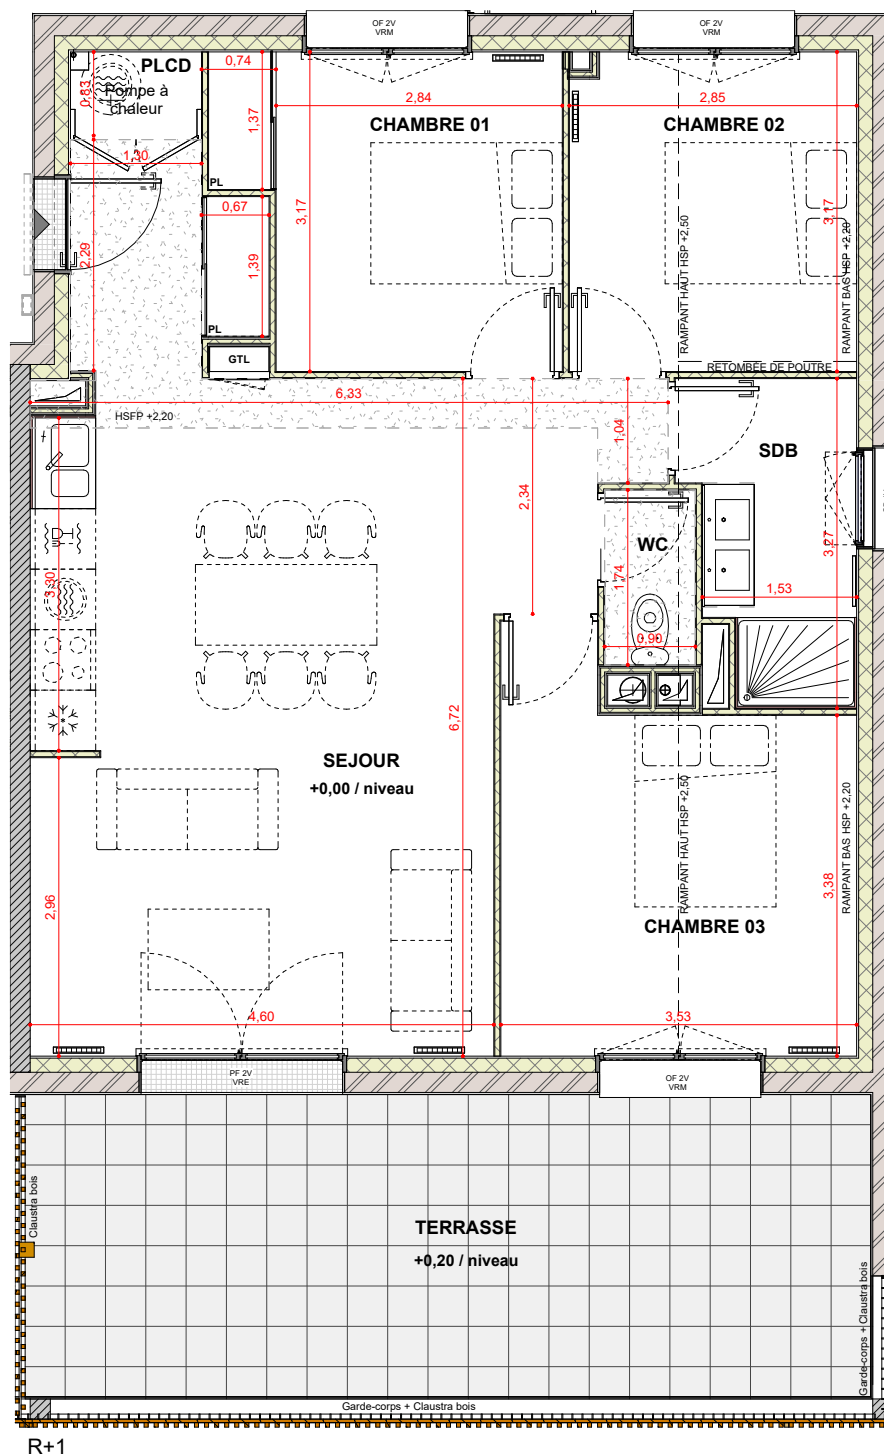 OF 2V
VRM
OF 2V
VRM
PLCD
Pompe à
chaleur
0,83
0,74
1,37
2,84
2,85
CHAMBRE 01
CHAMBRE 02
1,30
PL
0,67
3,17
3,17
2,29
1,39
RAMPANT HAUT HSP +2,50
RAMPANT BAS HSP +2,20
PL
GTL
RETOMBÉE DE POUTRE
6,33
HSFP +2,20
1,04
SDB
2,34
WC
3,27
3,30
1,74
1,53
0,90
6,72
SEJOUR
+0,00 / niveau
RAMPANT HAUT HSP +2,50
RAMPANT BAS HSP +2,20
2,96
3,38
CHAMBRE 03
4,60
3,53
PF 2V
VRE
OF 2V
VRM
Claustra bois
TERRASSE
+0,20 / niveau
Garde-corps + Claustra bois
Garde-corps + Claustra bois
R+1